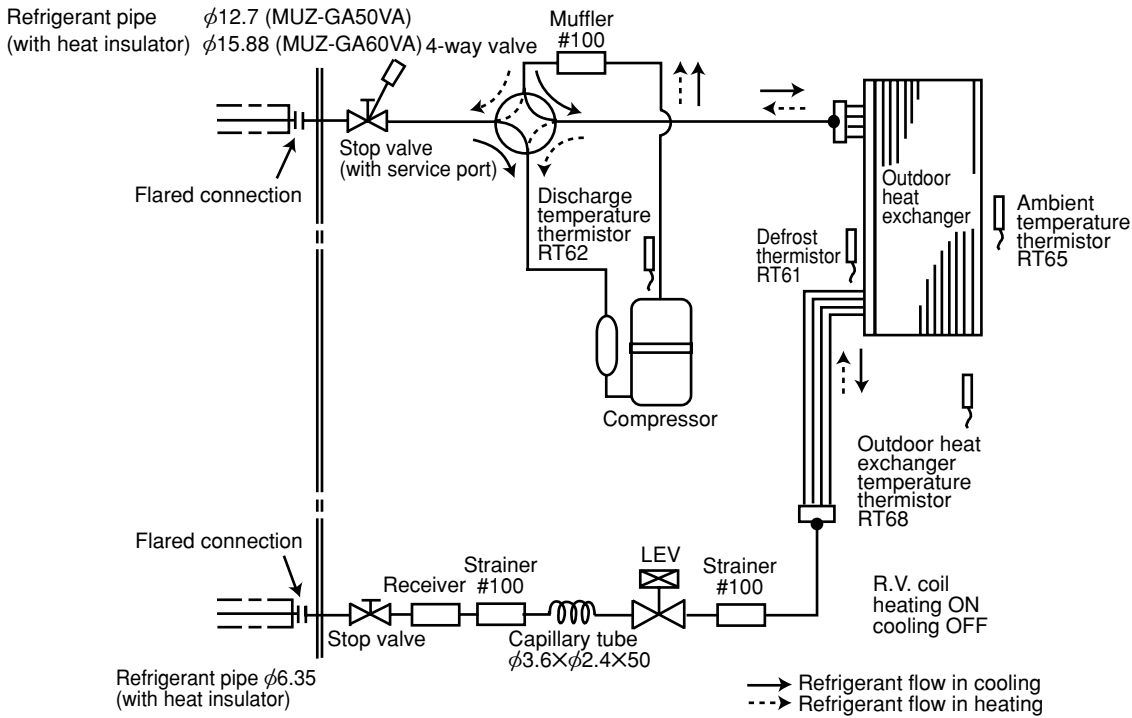 Refrigerant pipe ϕ12.7 (MUZ-GA50VA)
(with heat insulator) ϕ15.88 (MUZ-GA60VA)
4-way valve
Muffler
#100
Stop valve
(with service port)
Flared connection
Discharge
temperature
thermistor
RT62
Outdoor
heat
exchanger
Ambient
temperature
thermistor
RT65
Defrost
thermistor
RT61
Compressor
Outdoor heat
exchanger
temperature
thermistor
RT68
Flared connection
Receiver
Strainer
#100
LEV
Strainer
#100
R.V. coil
heating ON
cooling OFF
Stop valve
Capillary tube
ϕ3.6×ϕ2.4×50
Refrigerant pipe ϕ6.35
(with heat insulator)
Refrigerant flow in cooling
Refrigerant flow in heating